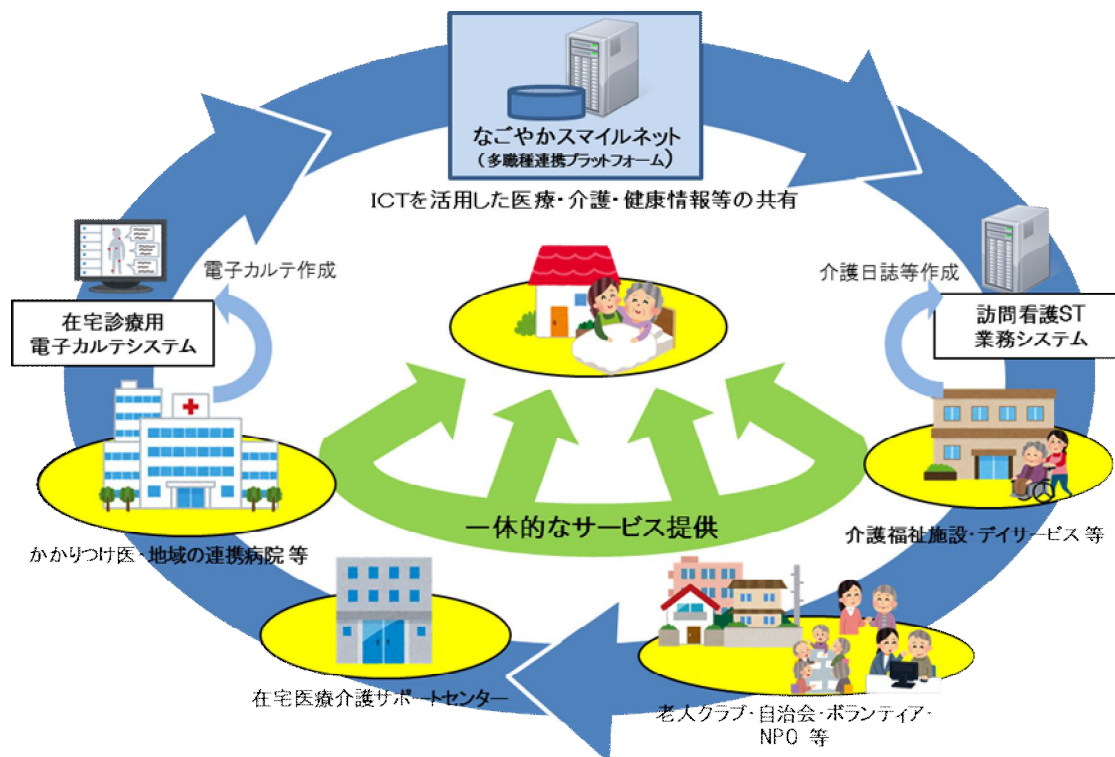 なごやかスマイルネット
(多職種連携プラットフォーム)
ICTを活用した医療・介護・健康情報等の共有
電子カルテ作成
介護日誌等作成
在宅診療用
電子カルテシステム
訪問看護ST
業務システム
一体的なサービス提供
かかりつけ医・地域の連携病院 等
介護福祉施設・デイサービス 等
在宅医療介護サポートセンター
老人クラブ・自治会・ボランティア・
NPO 等